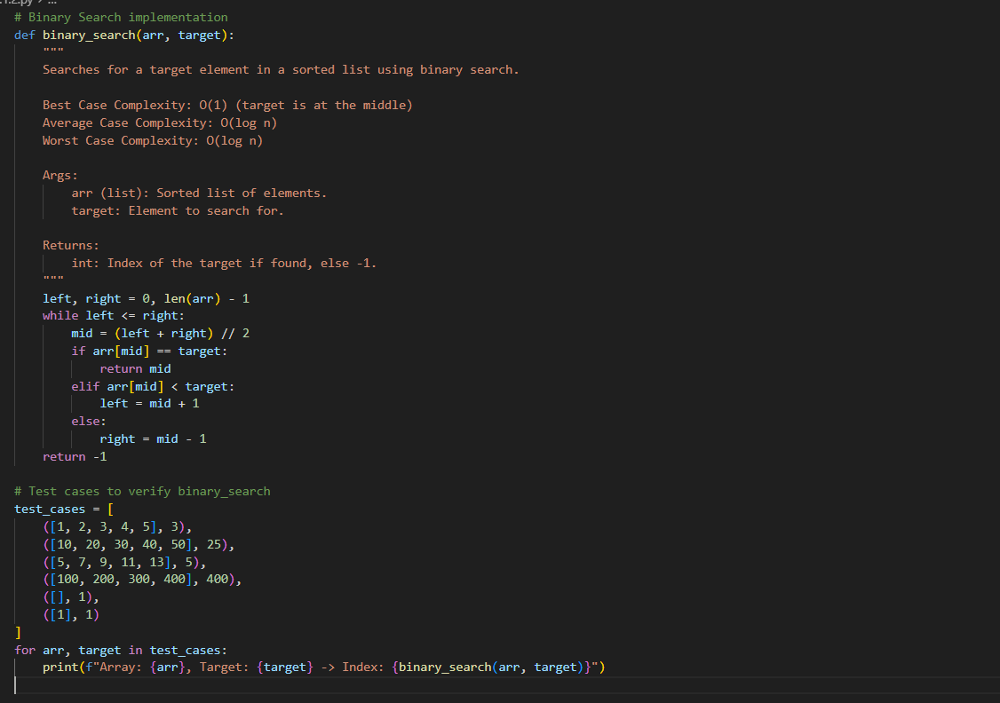 .1.2.py > ...
# Binary Search implementation
def binary_search(arr, target):
    """
    Searches for a target element in a sorted list using binary search.

    Best Case Complexity: O(1) (target is at the middle)
    Average Case Complexity: O(log n)
    Worst Case Complexity: O(log n)

    Args:
        arr (list): Sorted list of elements.
        target: Element to search for.

    Returns:
        int: Index of the target if found, else -1.
    """
    left, right = 0, len(arr) - 1
    while left <= right:
        mid = (left + right) // 2
        if arr[mid] == target:
            return mid
        elif arr[mid] < target:
            left = mid + 1
        else:
            right = mid - 1
    return -1

# Test cases to verify binary_search
test_cases = [
    ([1, 2, 3, 4, 5], 3),
    ([10, 20, 30, 40, 50], 25),
    ([5, 7, 9, 11, 13], 5),
    ([100, 200, 300, 400], 400),
    ([], 1),
    ([1], 1)
]
for arr, target in test_cases:
    print(f"Array: {arr}, Target: {target} -> Index: {binary_search(arr, target)}")